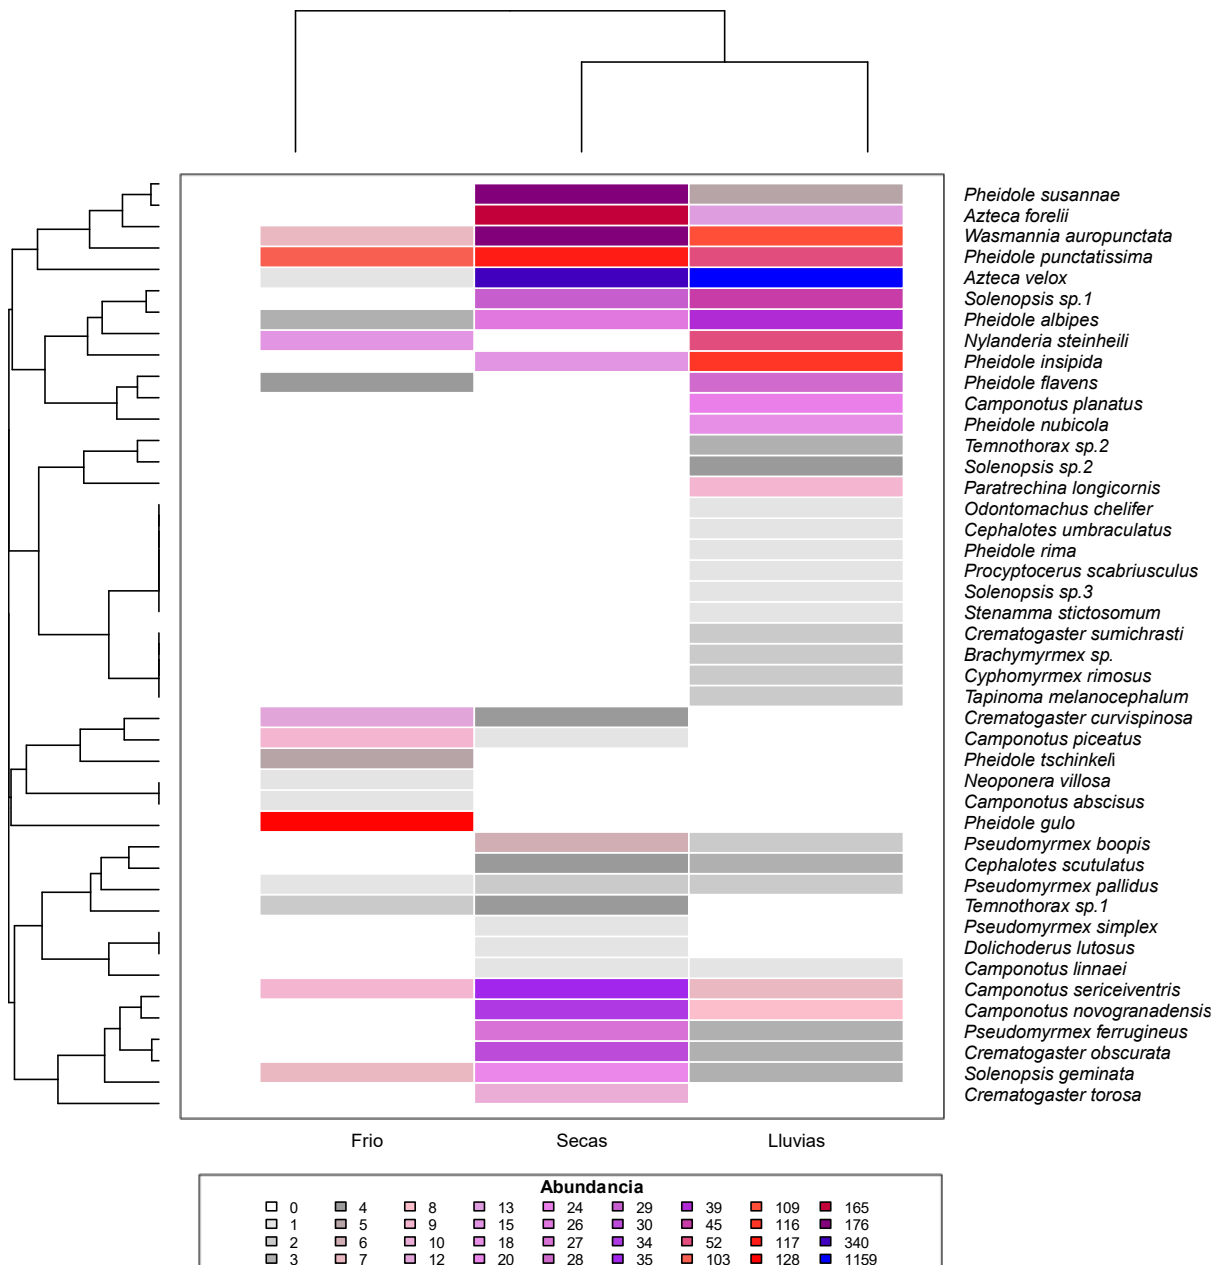 Pheidole susannae
Azteca forelii
Wasmannia auropunctata
Pheidole punctatissima
Azteca velox
Solenopsis sp.1
Pheidole albipes
Nylanderia steinheili
Pheidole insipida
Pheidole flavens
Camponotus planatus
Pheidole nubicola
Temnothorax sp.2
Solenopsis sp.2
Paratrechina longicornis
Odontomachus chelifer
Cephalotes umbraculatus
Pheidole rima
Procyptocerus scabriusculus
Solenopsis sp.3
Stenamma stictosomum
Crematogaster sumichrasti
Brachymyrmex sp.
Cyphomyrmex rimosus
Tapinoma melanocephalum
Crematogaster curvispinosa
Camponotus piceatus
Pheidole tschinkeli
Neoponera villosa
Camponotus abscisus
Pheidole gulo
Pseudomyrmex boopis
Cephalotes scutulatus
Pseudomyrmex pallidus
Temnothorax sp.1
Pseudomyrmex simplex
Dolichoderus lutosus
Camponotus linnaei
Camponotus sericeiventris
Camponotus novogranadensis
Pseudomyrmex ferrugineus
Crematogaster obscurata
Solenopsis geminata
Crematogaster torosa
Frio Secas Lluvias
Abundancia
0 4 8 13 24 29 39 109 165
1 5 9 15 26 30 45 116 176
2 6 10 18 27 34 52 117 340
3 7 12 20 28 35 103 128 1159